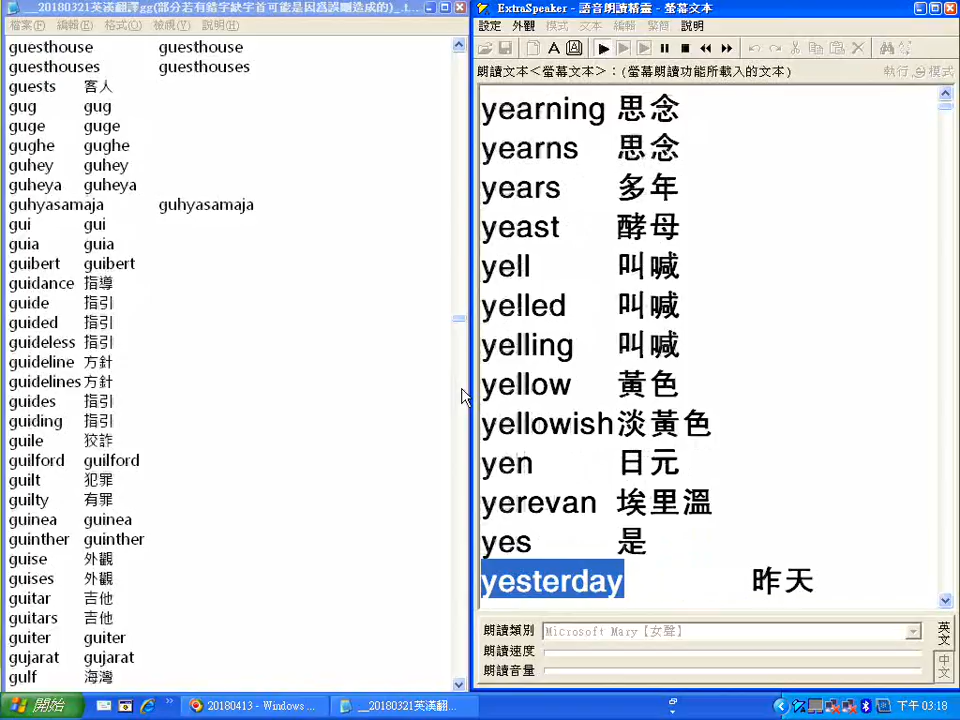 __20180321英漢翻譯gg(部分若有錯字缺字首可能是因為誤刪造成的)_
檔案(F) 編輯(E) 格式(O) 檢視(V) 說明(H)
guesthouse guesthouse
guesthouses guesthouses
guests 客人
gug gug
guge guge
gughe gughe
guhey guhey
guheya guheya
guhyasamaja guhyasamaja
gui gui
guia guia
guibert guibert
guidance 指導
guide 指引
guided 指引
guideless 指引
guideline 方針
guidelines 方針
guides 指引
guiding 指引
guile 狡詐
guilford guilford
guilt 犯罪
guilty 有罪
guinea guinea
guinther guinther
guise 外觀
guises 外觀
guitar 吉他
guitars 吉他
guiter guiter
gujarat gujarat
gulf 海灣
ExtraSpeaker - 語音朗讀精靈 - 螢幕文本
設定 外觀 模式 文本 編輯 繁簡 說明
朗讀文本<螢幕文本>：(螢幕朗讀功能所載入的文本)
執行 模式
yearning 思念
yearns 思念
years 多年
yeast 酵母
yell 叫喊
yelled 叫喊
yelling 叫喊
yellow 黃色
yellowish 淡黃色
yen 日元
yerevan 埃里溫
yes 是
yesterday 昨天
朗讀類別 Microsoft Mary【女聲】
朗讀速度
朗讀音量
英文
中文
開始
20180413 - Windows ...
__20180321英漢...
下午 03:18